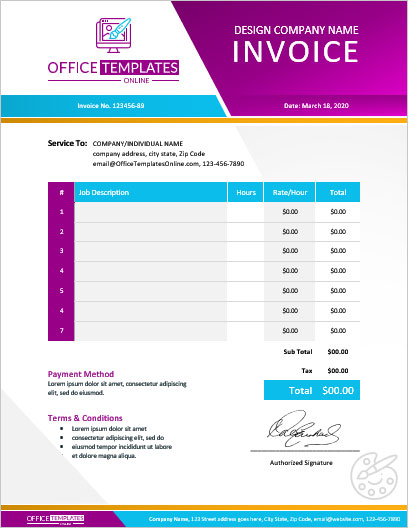 DESIGN COMPANY NAME
INVOICE
OFFICE TEMPLATES
ONLINE
Invoice No. 123456-89
Date: March 18, 2020
Service To: COMPANY/INDIVIDUAL NAME
company address, city state, Zip Code
email@OfficeTemplatesOnline.com, 123-456-7890
# Job Description Hours Rate/Hour Total
1 $0.00 $0.00
2 $0.00 $0.00
3 $0.00 $0.00
4 $0.00 $0.00
5 $0.00 $0.00
4 $0.00 $0.00
7 $0.00 $0.00
Sub Total $00.00
Tax $00.00
Total $00.00
Payment Method
Lorem ipsum dolor sit amet, consectetur adipiscing
elit, sed do eiusmod.
Terms & Conditions
▪ Lorem ipsum dolor sit amet
▪ consectetur adipiscing elit, sed do
▪ eiusmod tempor incididunt ut labore
▪ et dolore magna aliqua.
Authorized Signature
OFFICE TEMPLATES
ONLINE
Company Name, 123 Street address goes here, City, State, Zip Code, email@website.com, 123-456-7890